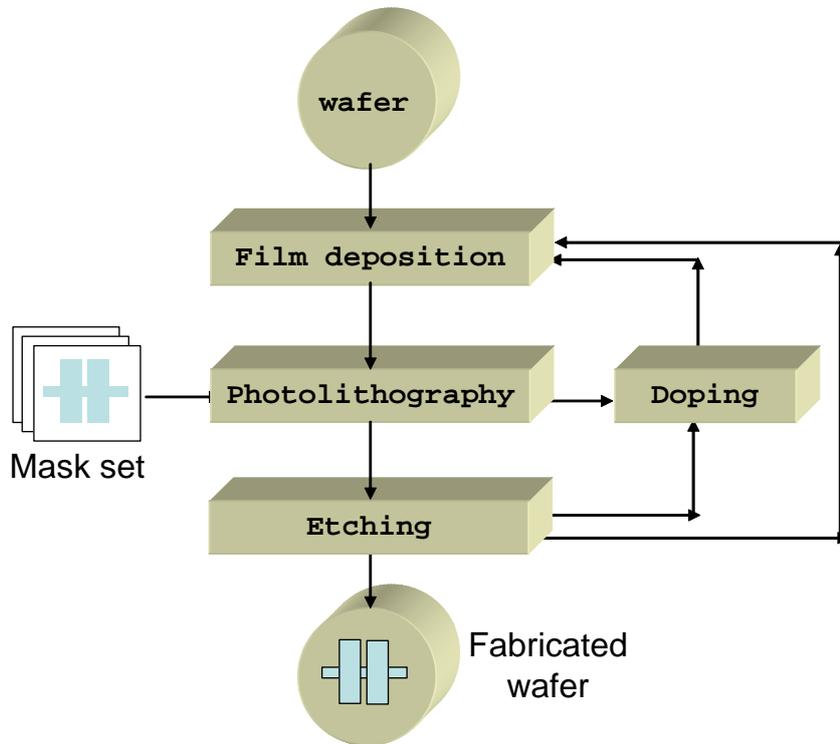 wafer
Film deposition
Photolithography
Doping
Mask set
Etching
Fabricated
wafer